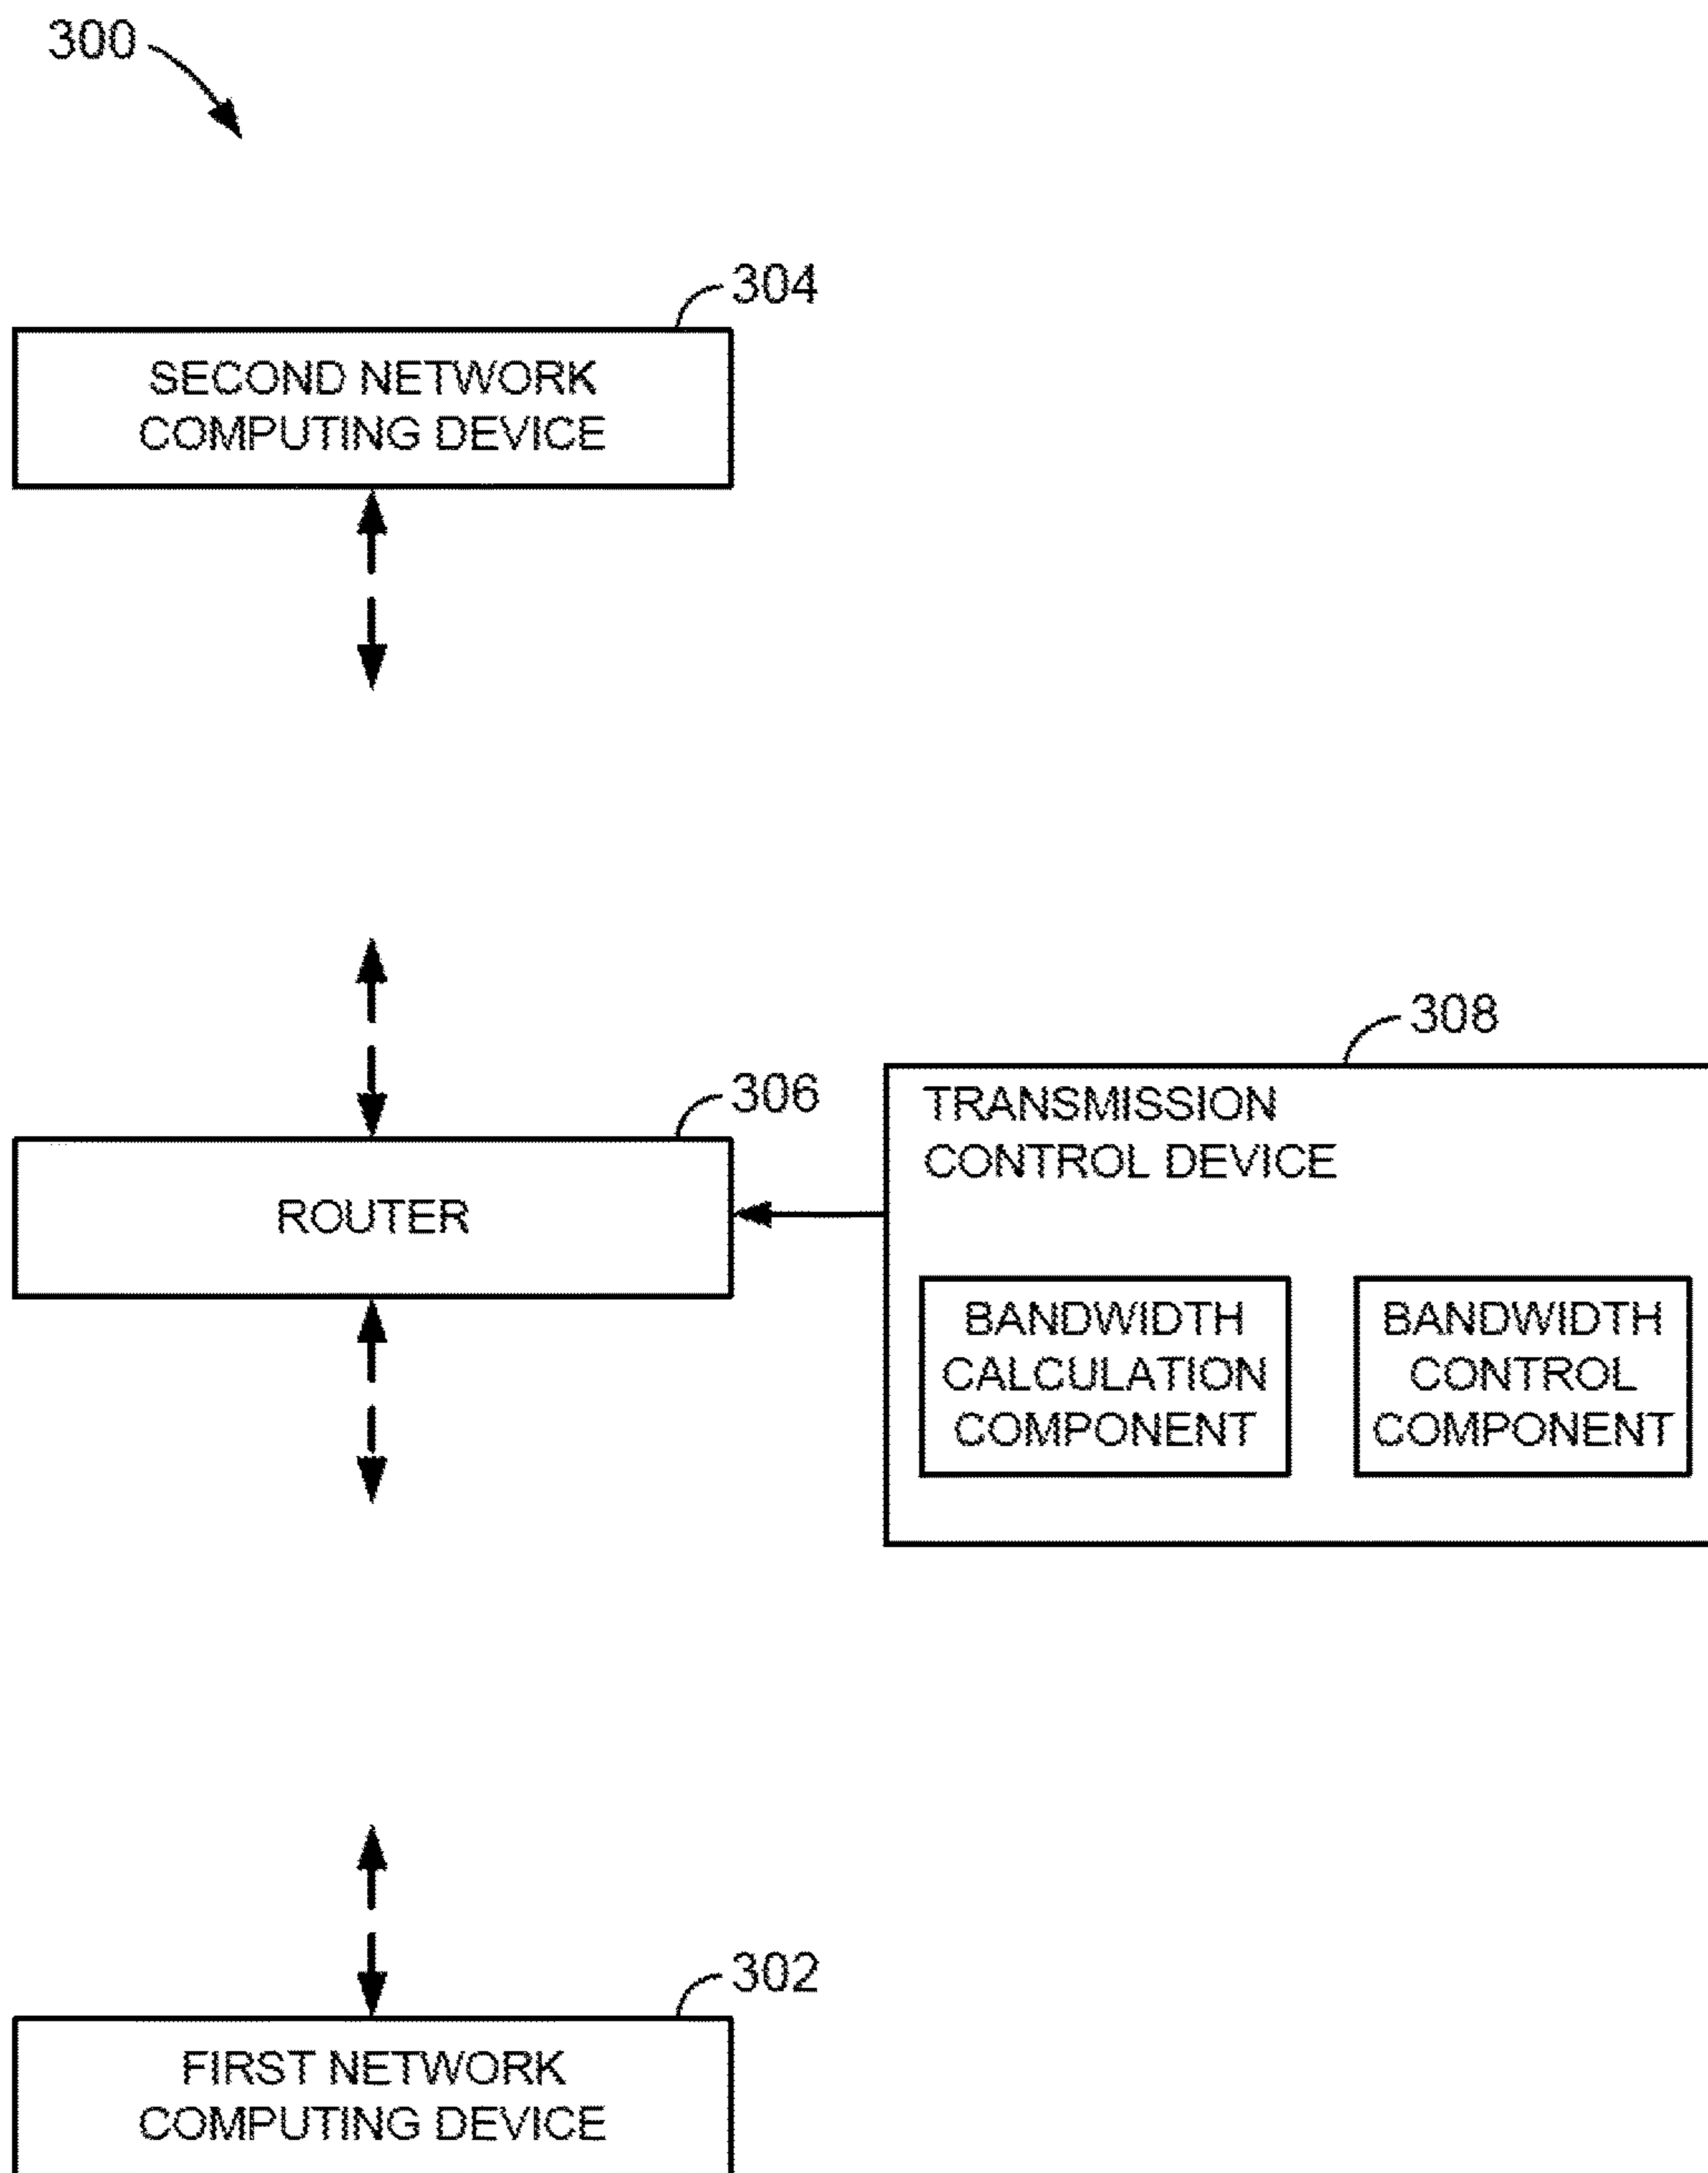 300
304
SECOND NETWORK
COMPUTING DEVICE
308
306
TRANSMISSION
CONTROL DEVICE
ROUTER
BANDWIDTH
CALCULATION
COMPONENT
BANDWIDTH
CONTROL
COMPONENT
302
FIRST NETWORK
COMPUTING DEVICE